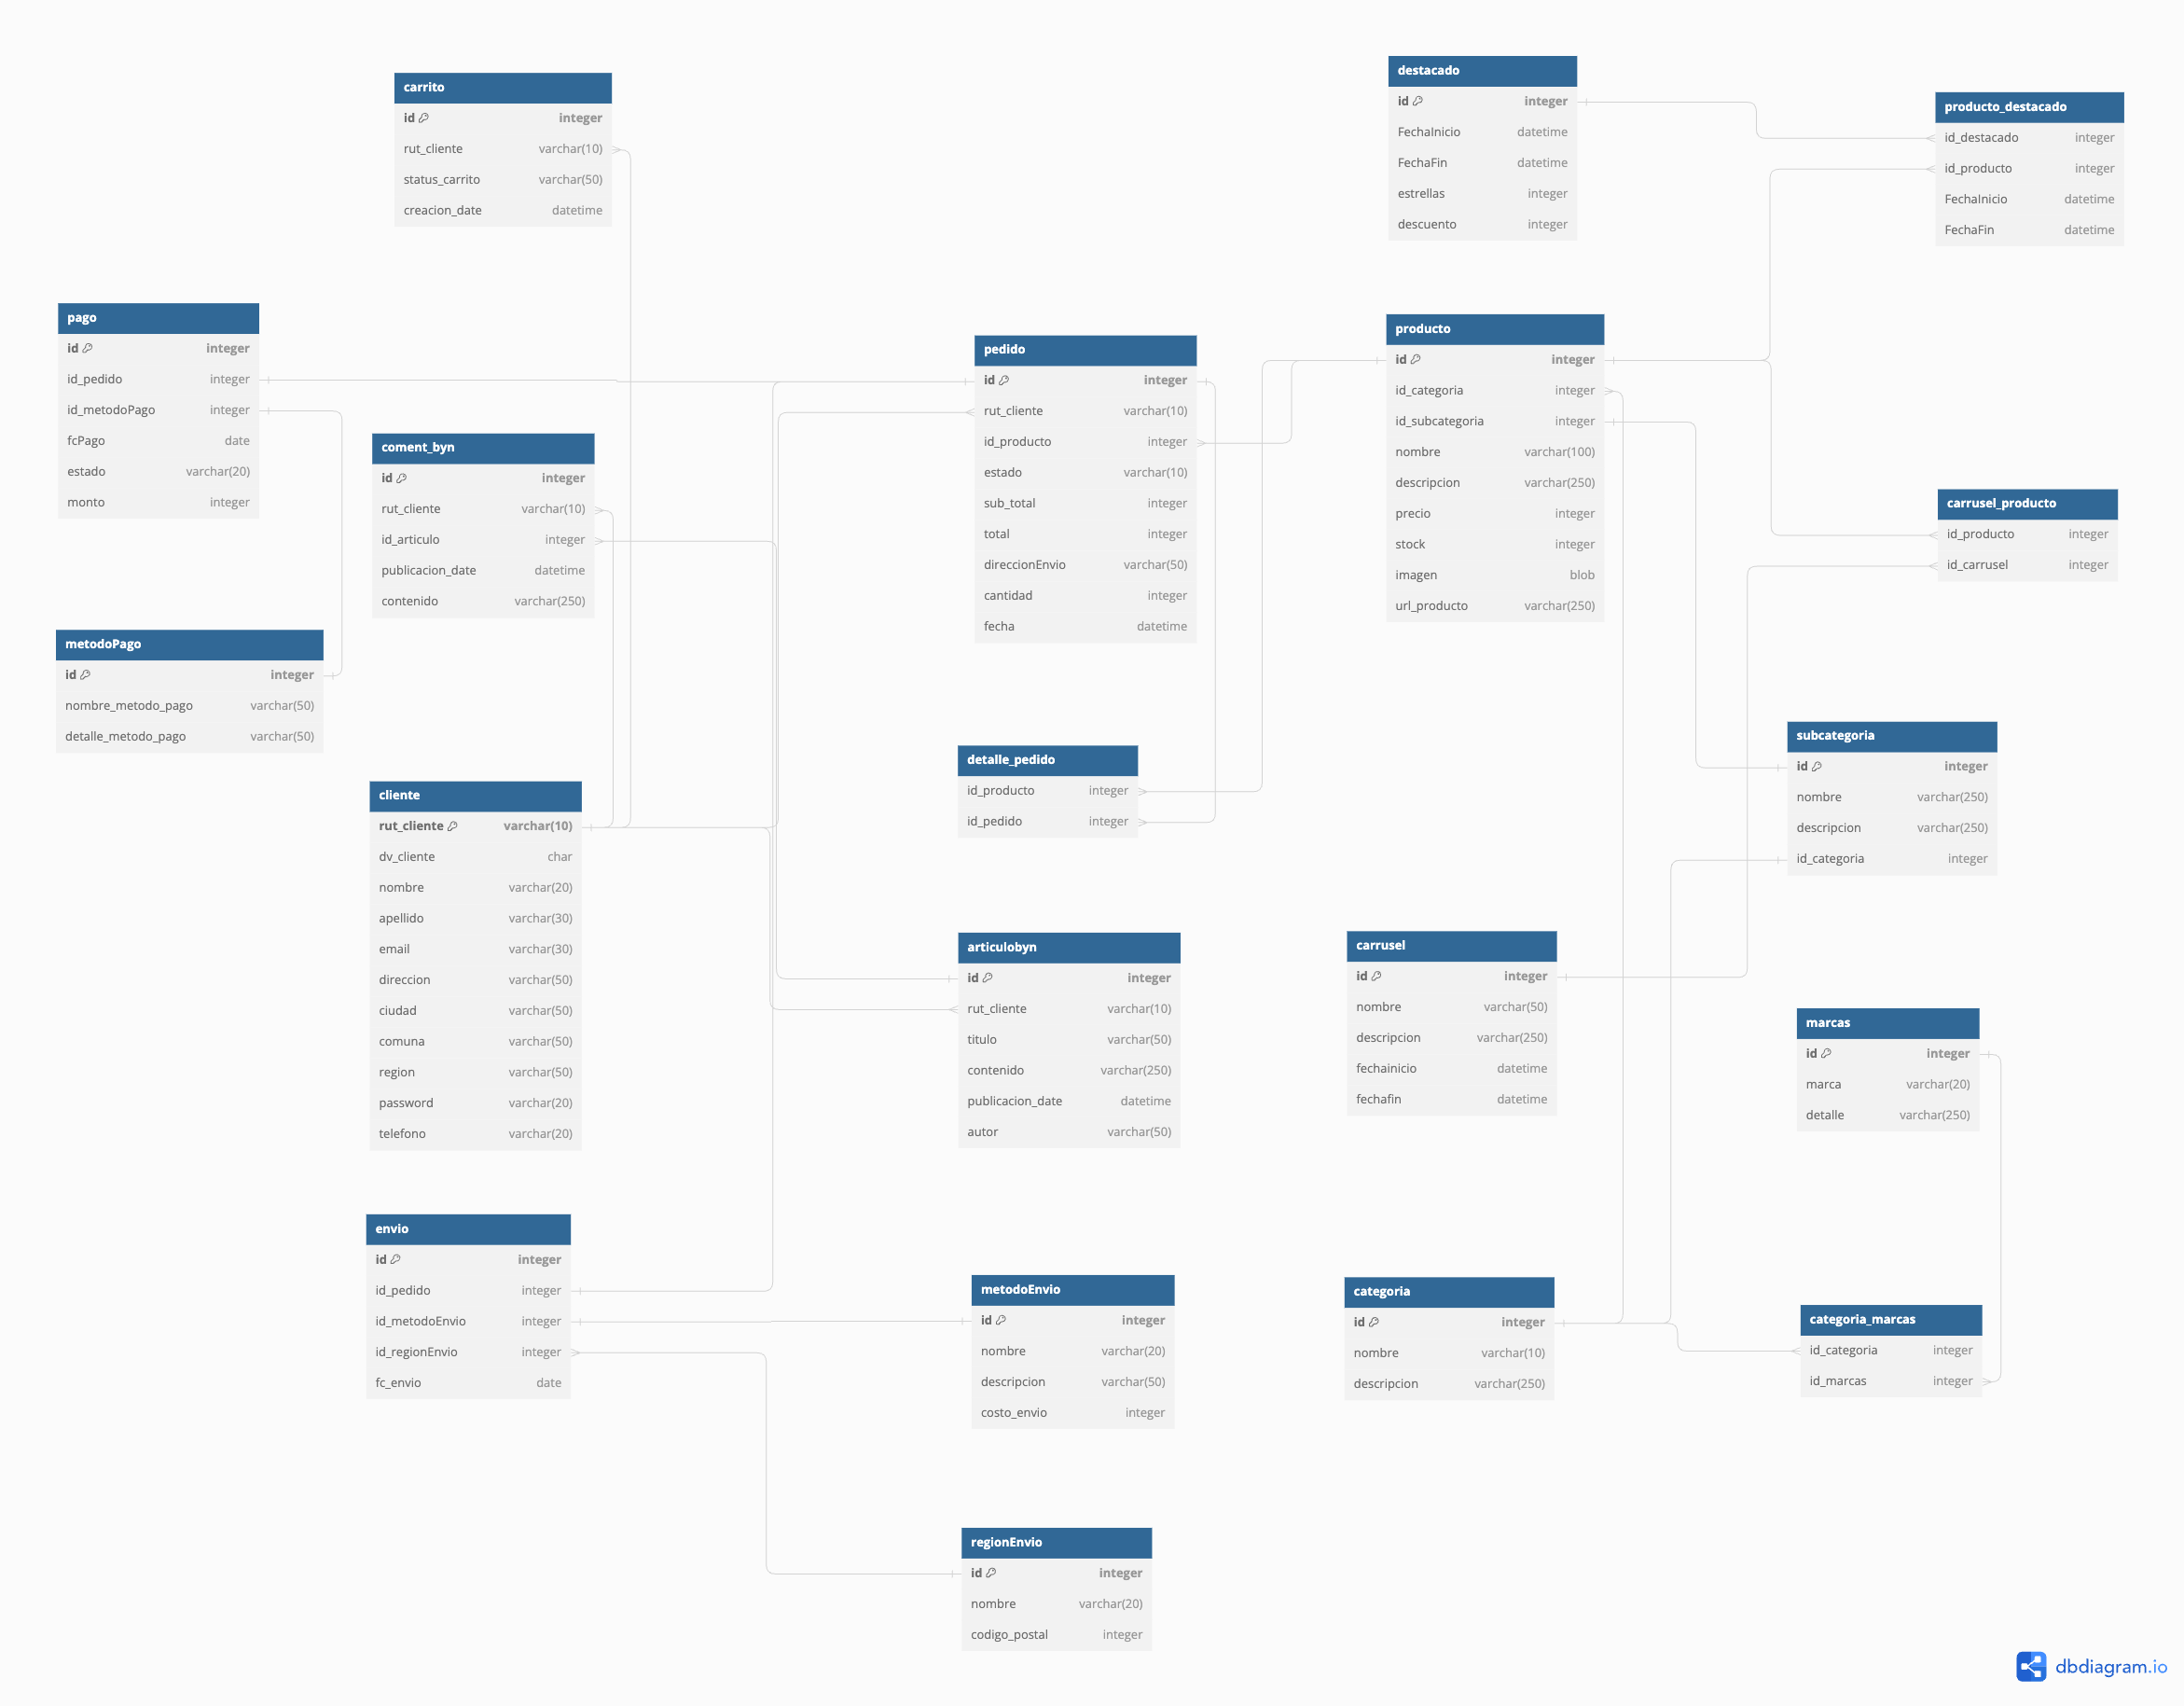 carrito
id integer
rut_cliente varchar(10)
status_carrito varchar(50)
creacion_date datetime
destacado
id integer
FechaInicio datetime
FechaFin datetime
estrellas integer
descuento integer
producto_destacado
id_destacado integer
id_producto integer
FechaInicio datetime
FechaFin datetime
pago
id integer
id_pedido integer
id_metodoPago integer
fcPago date
estado varchar(20)
monto integer
pedido
id integer
rut_cliente varchar(10)
id_producto integer
estado varchar(10)
sub_total integer
total integer
direccionEnvio varchar(50)
cantidad integer
fecha datetime
producto
id integer
id_categoria integer
id_subcategoria integer
nombre varchar(100)
descripcion varchar(250)
precio integer
stock integer
imagen blob
url_producto varchar(250)
coment_byn
id integer
rut_cliente varchar(10)
id_articulo integer
publicacion_date datetime
contenido varchar(250)
carrusel_producto
id_producto integer
id_carrusel integer
metodoPago
id integer
nombre_metodo_pago varchar(50)
detalle_metodo_pago varchar(50)
detalle_pedido
id_producto integer
id_pedido integer
subcategoria
id integer
nombre varchar(250)
descripcion varchar(250)
id_categoria integer
cliente
rut_cliente varchar(10)
dv_cliente char
nombre varchar(20)
apellido varchar(30)
email varchar(30)
direccion varchar(50)
ciudad varchar(50)
comuna varchar(50)
region varchar(50)
password varchar(20)
telefono varchar(20)
articulobyn
id integer
rut_cliente varchar(10)
titulo varchar(50)
contenido varchar(250)
publicacion_date datetime
autor varchar(50)
carrusel
id integer
nombre varchar(50)
descripcion varchar(250)
fechainicio datetime
fechafin datetime
marcas
id integer
marca varchar(20)
detalle varchar(250)
envio
id integer
id_pedido integer
id_metodoEnvio integer
id_regionEnvio integer
fc_envio date
metodoEnvio
id integer
nombre varchar(20)
descripcion varchar(50)
costo_envio integer
categoria
id integer
nombre varchar(10)
descripcion varchar(250)
categoria_marcas
id_categoria integer
id_marcas integer
regionEnvio
id integer
nombre varchar(20)
codigo_postal integer
dbdiagram.io